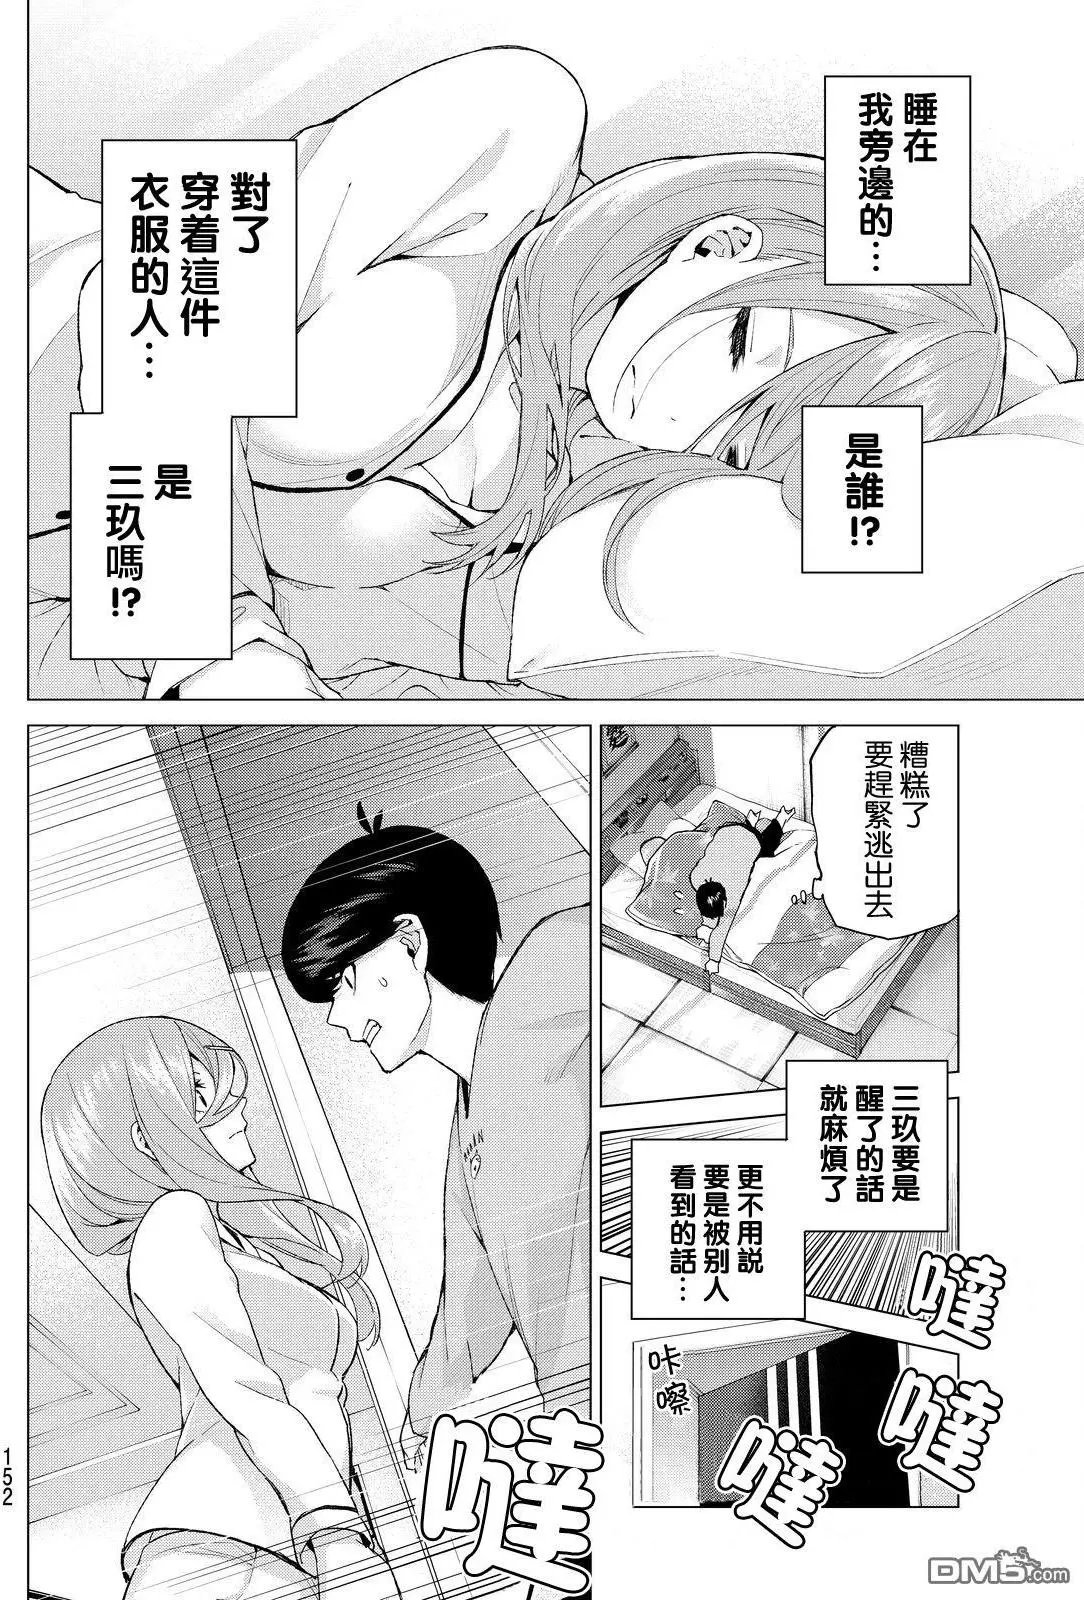 睡在
我旁邊的…
是誰!?
對了
穿着這件
衣服的人…
是
三玖嗎!?
糟糕了
要趕緊逃出去
三玖要是
醒了的話
就麻煩了
更不用説
要是被別人
看到的話…
噠
噠
噠
咔
嚓
噠
152
DM5.com